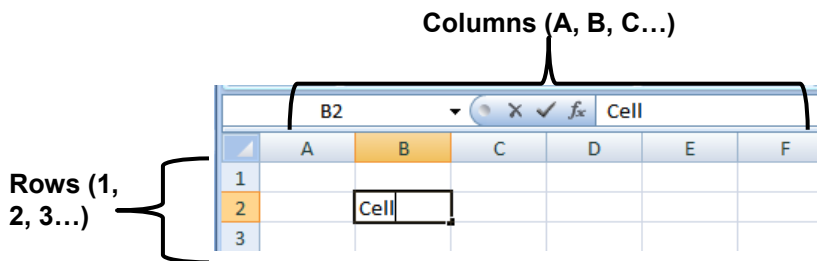 Columns (A, B, C…)
B2 fx Cell
A B C D E F
Rows (1,
2, 3…)
1
2 Cell
3